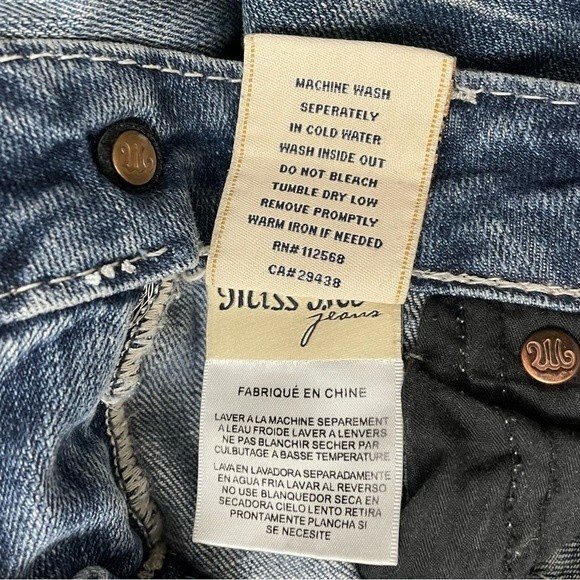 MACHINE WASH
SEPERATELY
IN COLD WATER
WASH INSIDE OUT
DO NOT BLEACH
TUMBLE DRY LOW
REMOVE PROMPTLY
WARM IRON IF NEEDED
RN# 112568
CA# 29438
jeans
FABRIQUÉ EN CHINE
LAVER A LA MACHINE SEPAREMENT
A L'EAU FROIDE LAVER A L'ENVERS
NE PAS BLANCHIR SECHER PAR
CULBUTAGE A BASSE TEMPERATURE
LAVA EN LAVADORA SEPARADAMENTE
EN AGUA FRIA LAVAR AL REVERSO
NO USE BLANQUEDOR SECA EN
SECADORA CIELO LENTO RETIRA
PRONTAMENTE PLANCHA SI
SE NECESITE